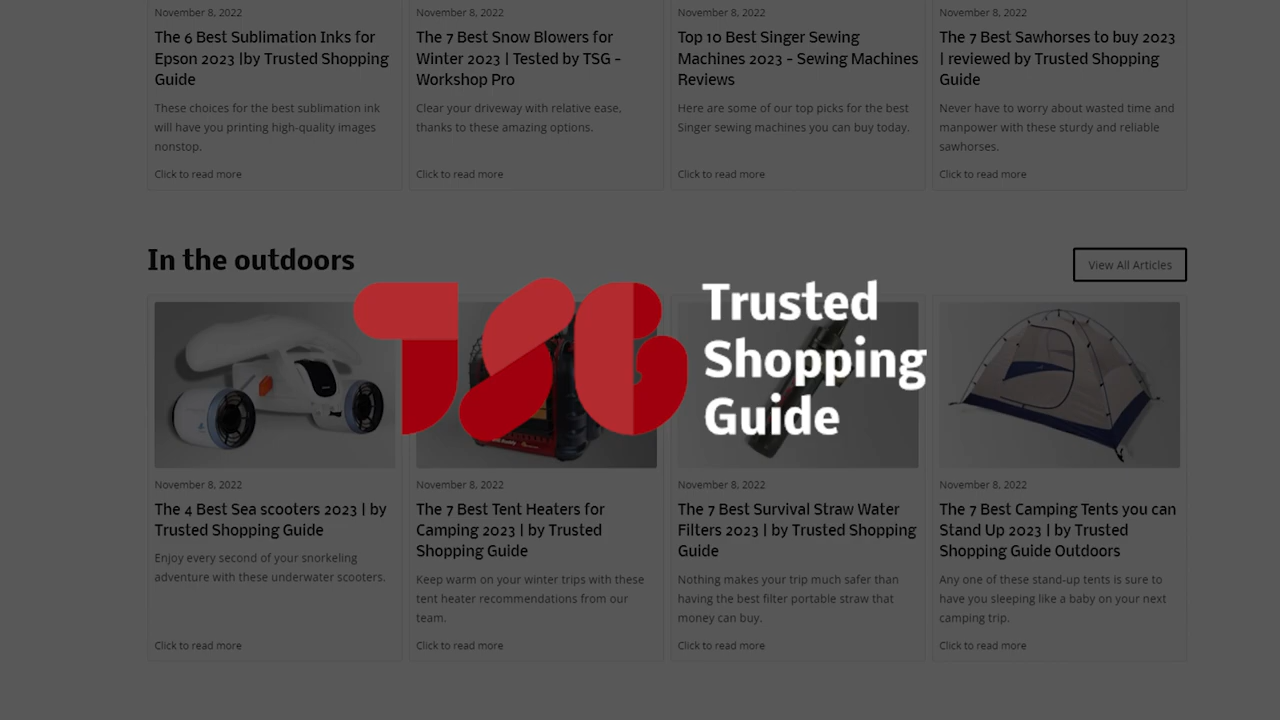 November 8, 2022
The 6 Best Sublimation Inks for
Epson 2023 |by Trusted Shopping
Guide
These choices for the best sublimation ink
will have you printing high-quality images
nonstop.
Click to read more
November 8, 2022
The 7 Best Snow Blowers for
Winter 2023 | Tested by TSG –
Workshop Pro
Clear your driveway with relative ease,
thanks to these amazing options.
Click to read more
November 8, 2022
Top 10 Best Singer Sewing
Machines 2023 – Sewing Machines
Reviews
Here are some of our top picks for the best
Singer sewing machines you can buy today.
Click to read more
November 8, 2022
The 7 Best Sawhorses to buy 2023
| reviewed by Trusted Shopping
Guide
Never have to worry about wasted time and
manpower with these sturdy and reliable
sawhorses.
Click to read more
In the outdoors
View All Articles
TSG
Trusted
Shopping
Guide
November 8, 2022
The 4 Best Sea scooters 2023 | by
Trusted Shopping Guide
Enjoy every second of your snorkeling
adventure with these underwater scooters.
Click to read more
November 8, 2022
The 7 Best Tent Heaters for
Camping 2023 | by Trusted
Shopping Guide
Keep warm on your winter trips with these
tent heater recommendations from our
team.
Click to read more
November 8, 2022
The 7 Best Survival Straw Water
Filters 2023 | by Trusted Shopping
Guide
Nothing makes your trip much safer than
having the best filter portable straw that
money can buy.
Click to read more
November 8, 2022
The 7 Best Camping Tents you can
Stand Up 2023 | by Trusted
Shopping Guide Outdoors
Any one of these stand-up tents is sure to
have you sleeping like a baby on your next
camping trip.
Click to read more